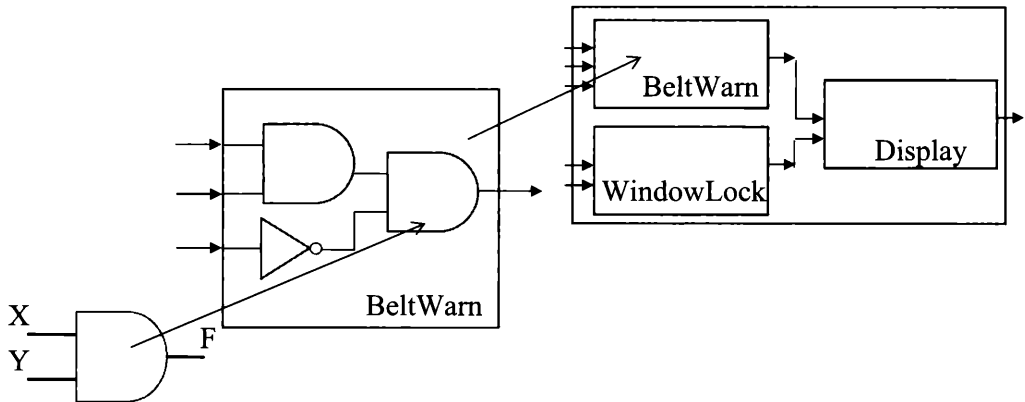 BeltWarn
WindowLock
Display
BeltWarn
X
Y
F